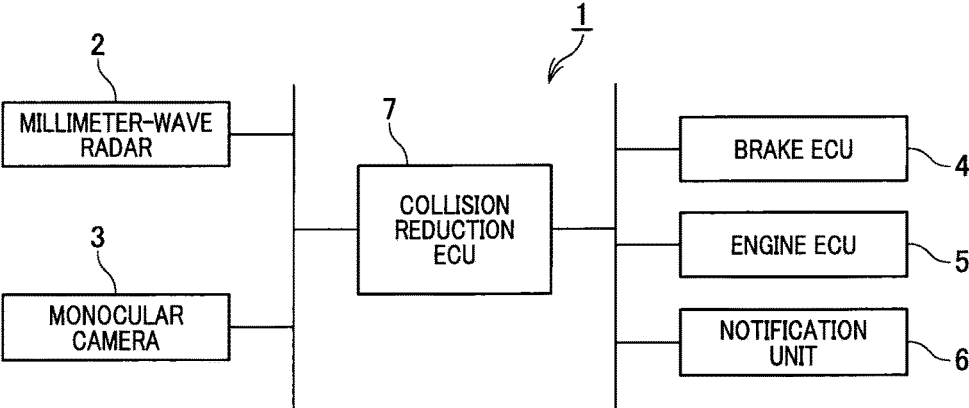 1
2
MILLIMETER-WAVE
RADAR
3
MONOCULAR
CAMERA
7
COLLISION
REDUCTION
ECU
BRAKE ECU
4
ENGINE ECU
5
NOTIFICATION
UNIT
6